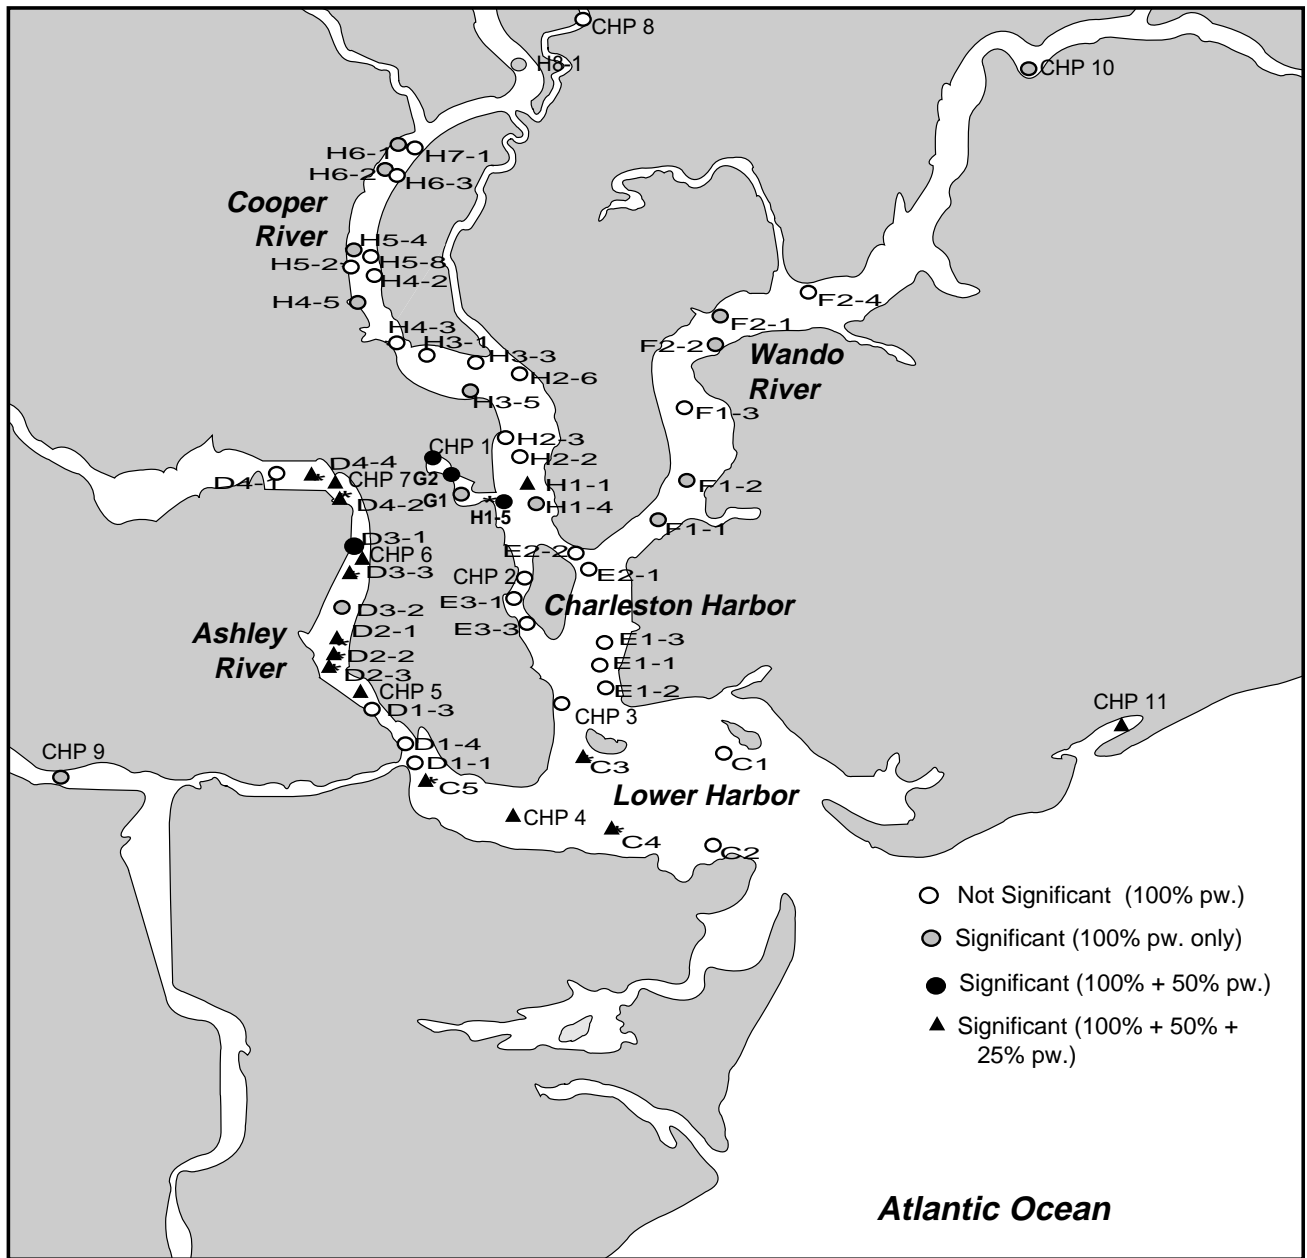 CHP 8
H8-1
CHP 10
H6-1
H7-1
H6-2
H6-3
Cooper
River
H5-4
H5-8
H5-2
H4-2
H4-5
F2-4
F2-1
H4-3
H3-1
F2-2
Wando
River
H3-3
H2-6
H3-5
F1-3
H2-3
CHP 1
H2-2
D4-4
D4-1
CHP 7
G2
H1-1
F1-2
D4-2
G1
H1-4
H1-5
F1-1
D3-1
CHP 6
E2-2
D3-3
E2-1
CHP 2
E3-1
Charleston Harbor
D3-2
E3-3
Ashley
River
D2-1
E1-3
D2-2
E1-1
D2-3
CHP 5
E1-2
CHP 11
D1-3
CHP 3
D1-4
CHP 9
D1-1
C3
C1
C5
Lower Harbor
CHP 4
C4
C2
Not Significant (100% pw.)
Significant (100% pw. only)
Significant (100% + 50% pw.)
Significant (100% + 50% +
25% pw.)
Atlantic Ocean